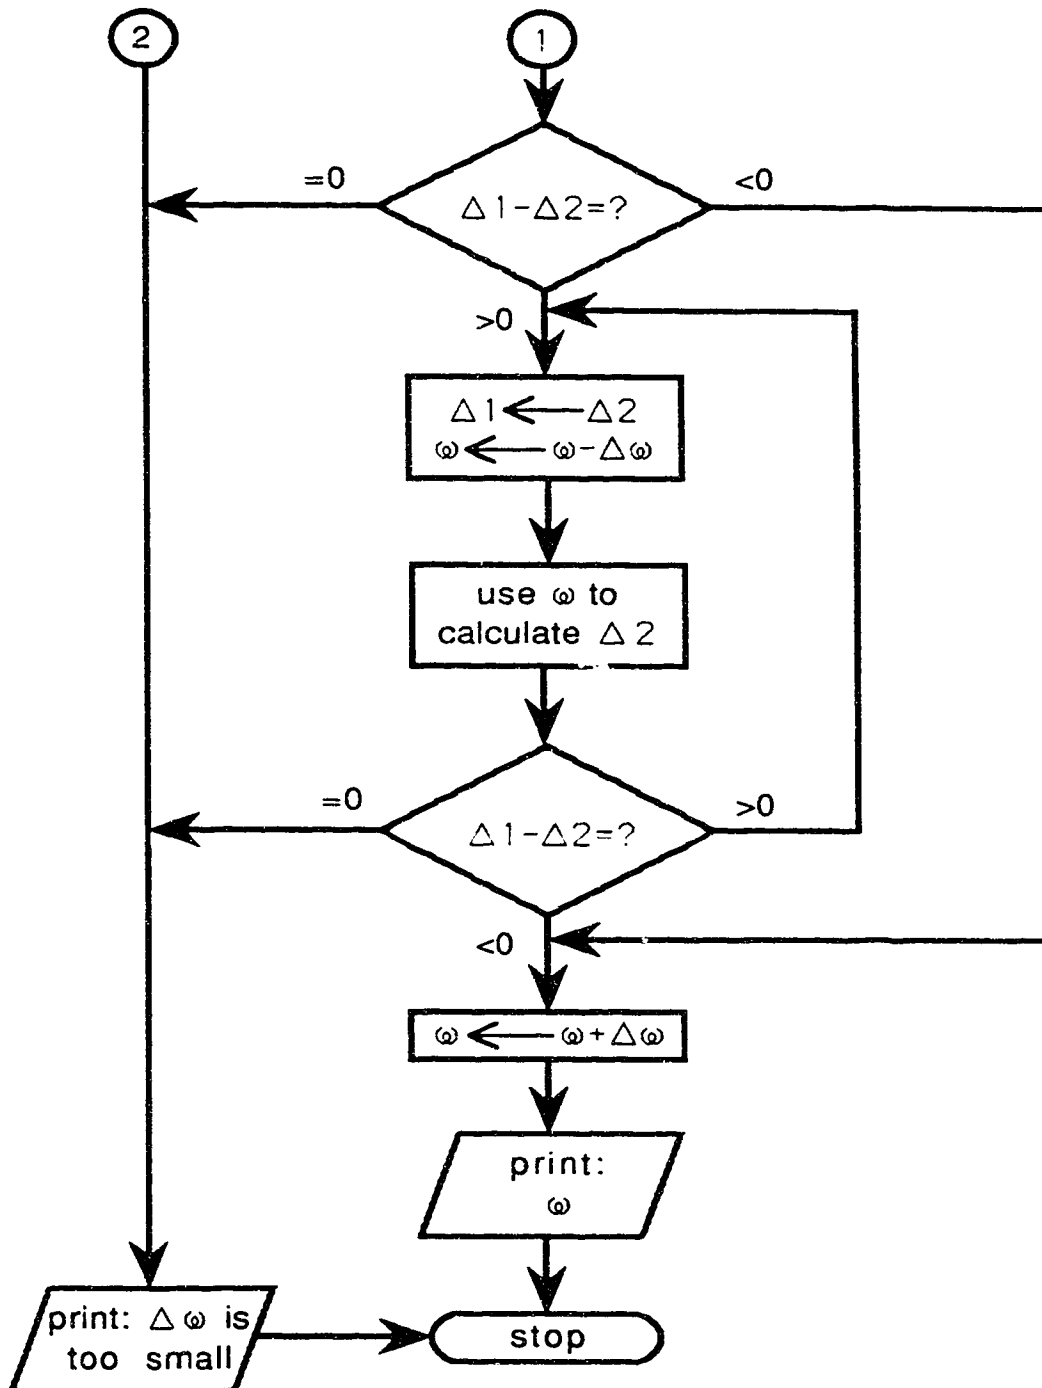 2
1
=0
<0
Δ1-Δ2=?
>0
Δ1←Δ2
ω←ω-Δω
use ω to
calculate Δ2
=0
>0
Δ1-Δ2=?
<0
ω←ω+Δω
print:
ω
print: Δω is
too small
stop